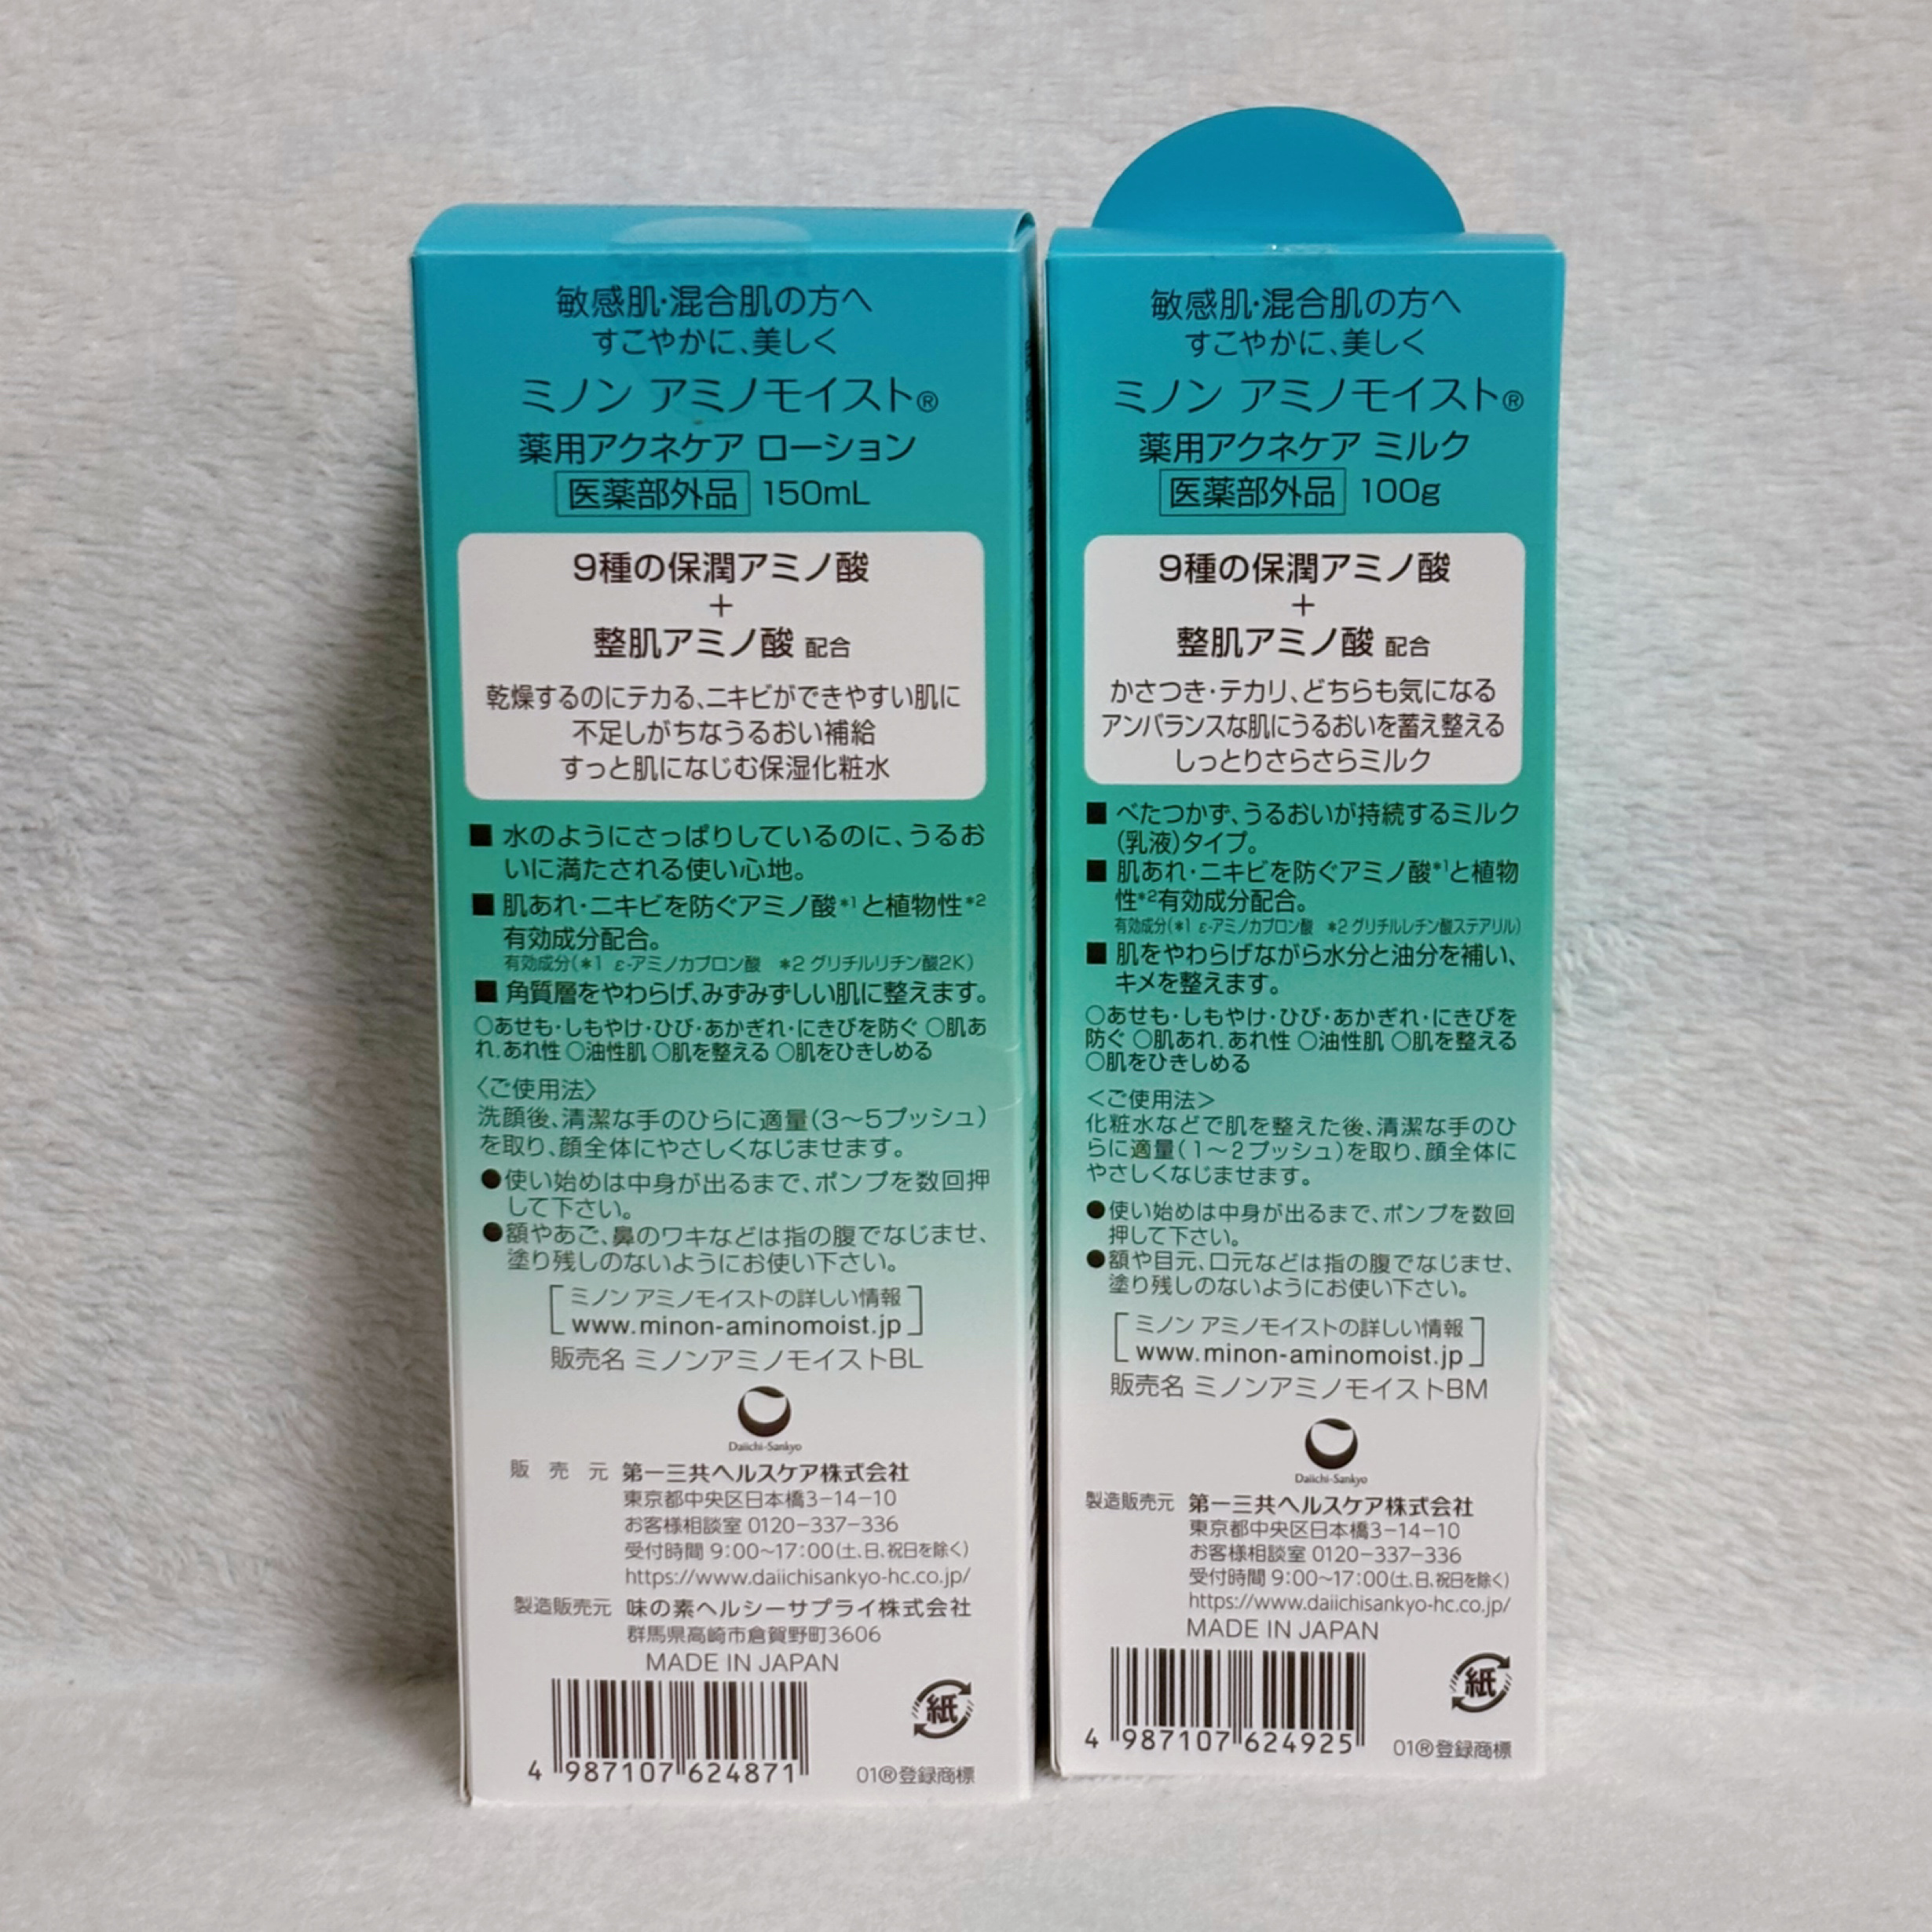 敏感肌・混合肌の方へ
すこやかに、美しく
ミノン アミノモイスト®
薬用アクネケア ローション
医薬部外品 150mL
9種の保潤アミノ酸
+
整肌アミノ酸 配合
乾燥するのにテカる、ニキビができやすい肌に
不足しがちなうるおい補給
すっと肌になじむ保湿化粧水
■ 水のようにさっぱりしているのに、うるお
いに満たされる使い心地。
■ 肌あれ・ニキビを防ぐアミノ酸*1と植物性*2
有効成分配合。
有効成分(*1 ε-アミノカプロン酸 *2 グリチルリチン酸2K)
■ 角質層をやわらげ、みずみずしい肌に整えます。
○あせも・しもやけ・ひび・あかぎれ・にきびを防ぐ ○肌あ
れ.あれ性 ○油性肌 ○肌を整える ○肌をひきしめる
〈ご使用法〉
洗顔後、清潔な手のひらに適量(3〜5プッシュ)
を取り、顔全体にやさしくなじませます。
●使い始めは中身が出るまで、ポンプを数回押
して下さい。
●額やあご、鼻のワキなどは指の腹でなじませ、
塗り残しのないようにお使い下さい。
ミノン アミノモイストの詳しい情報
www.minon-aminomoist.jp
販売名 ミノンアミノモイストBL
Daiichi-Sankyo
販売元 第一三共ヘルスケア株式会社
東京都中央区日本橋3-14-10
お客様相談室 0120-337-336
受付時間 9:00〜17:00(土、日、祝日を除く)
https://www.daiichisankyo-hc.co.jp/
製造販売元 味の素ヘルシーサプライ株式会社
群馬県高崎市倉賀野町3606
MADE IN JAPAN
紙
4 987107 624871
01®登録商標
敏感肌・混合肌の方へ
すこやかに、美しく
ミノン アミノモイスト®
薬用アクネケア ミルク
医薬部外品 100g
9種の保潤アミノ酸
+
整肌アミノ酸 配合
かさつき・テカリ、どちらも気になる
アンバランスな肌にうるおいを蓄え整える
しっとりさらさらミルク
■ べたつかず、うるおいが持続するミルク
(乳液)タイプ。
■ 肌あれ・ニキビを防ぐアミノ酸*1と植物
性*2有効成分配合。
有効成分(*1 ε-アミノカプロン酸 *2 グリチルレチン酸ステアリル)
■ 肌をやわらげながら水分と油分を補い、
キメを整えます。
○あせも・しもやけ・ひび・あかぎれ・にきびを
防ぐ ○肌あれ.あれ性 ○油性肌 ○肌を整える
○肌をひきしめる
<ご使用法>
化粧水などで肌を整えた後、清潔な手のひ
らに適量(1〜2プッシュ)を取り、顔全体に
やさしくなじませます。
●使い始めは中身が出るまで、ポンプを数回
押して下さい。
●額や目元、口元などは指の腹でなじませ、
塗り残しのないようにお使い下さい。
ミノン アミノモイストの詳しい情報
www.minon-aminomoist.jp
販売名 ミノンアミノモイストBM
Daiichi-Sankyo
製造販売元 第一三共ヘルスケア株式会社
東京都中央区日本橋3-14-10
お客様相談室 0120-337-336
受付時間 9:00〜17:00(土、日、祝日を除く)
https://www.daiichisankyo-hc.co.jp/
MADE IN JAPAN
紙
4 987107 624925
01®登録商標